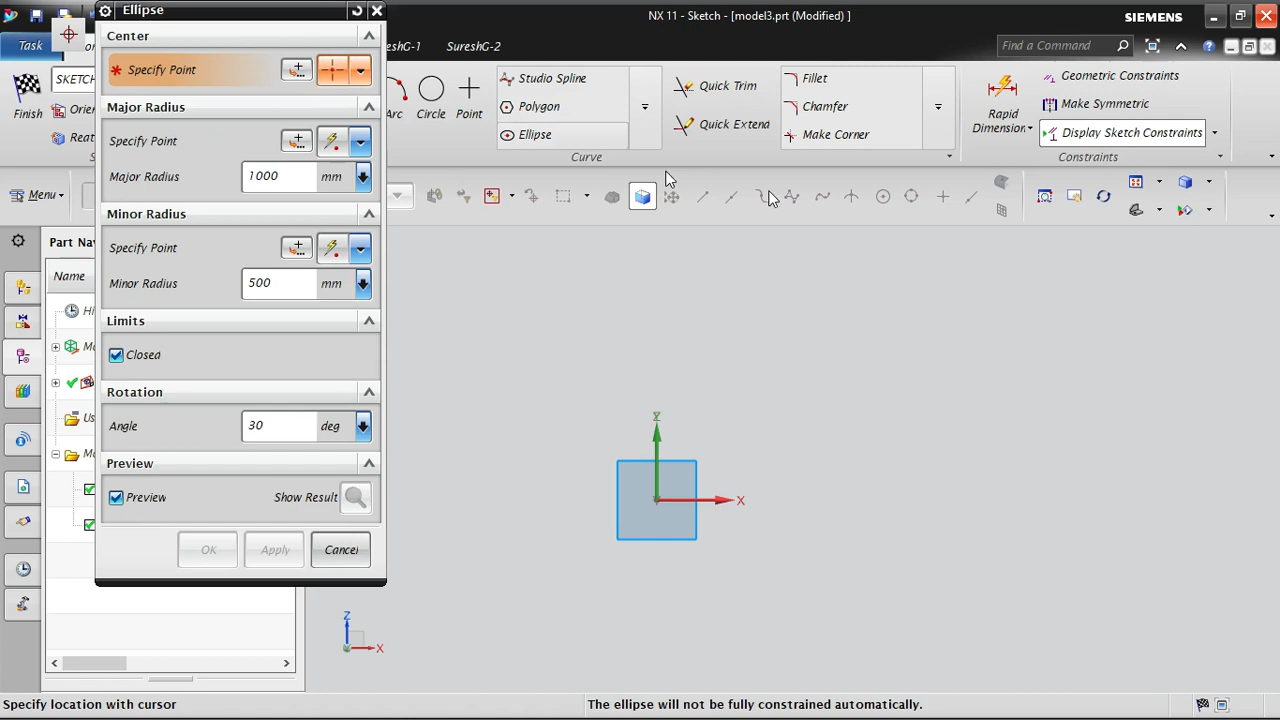 Ellipse
NX 11 - Sketch - [model3.prt (Modified) ]
SIEMENS
Center
Task
SureshG-2
Find a Command
Specify Point
SKETCH
Finish
Arc
Circle
Point
Studio Spline
Polygon
Ellipse
Curve
Quick Trim
Quick Extend
Fillet
Chamfer
Make Corner
Rapid
Dimension...
Geometric Constraints
Make Symmetric
Display Sketch Constraints
Constraints
Major Radius
Specify Point
Major Radius 1000 mm
Minor Radius
Specify Point
Minor Radius 500 mm
Limits
Closed
Rotation
Angle 30 deg
Preview
Preview Show Result
OK Apply Cancel
Menu
Part Nav
Name
Y
X
Z
X
Specify location with cursor
The ellipse will not be fully constrained automatically.